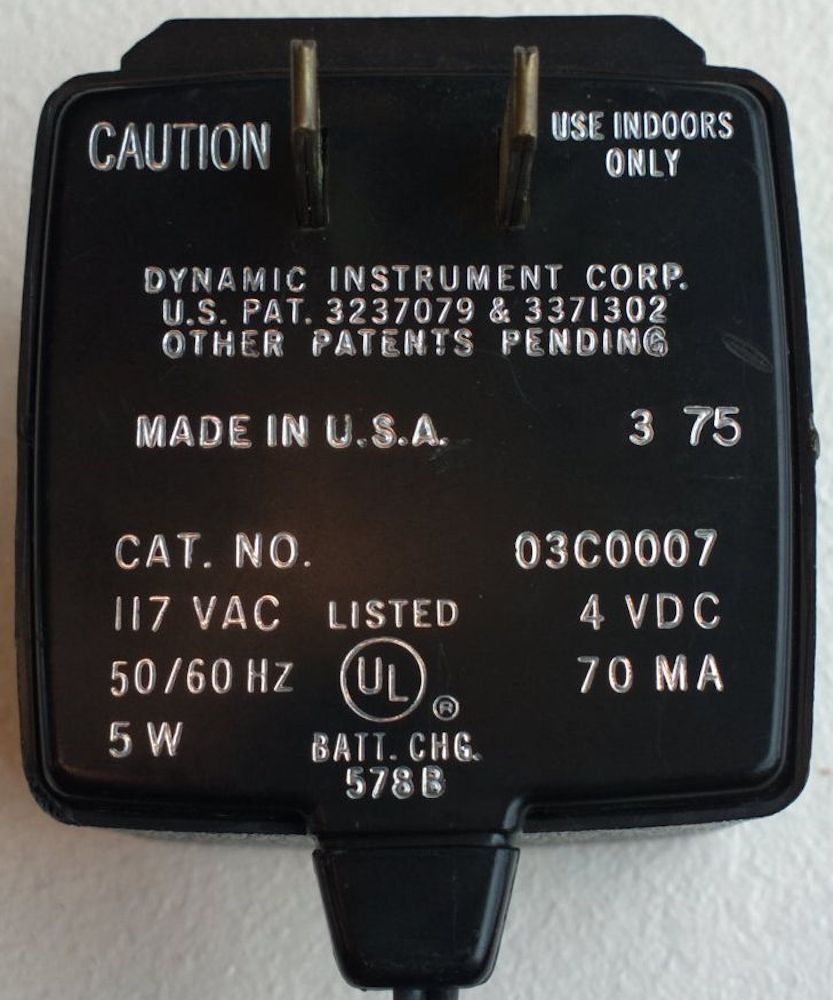 CAUTION
USE INDOORS
ONLY
DYNAMIC INSTRUMENT CORP.
U.S. PAT. 3237079 & 3371302
OTHER PATENTS PENDING
MADE IN U.S.A. 3 75
CAT. NO. 03C0007
117 VAC LISTED 4 VDC
50/60 HZ UL ® 70 MA
5 W BATT. CHG.
578B